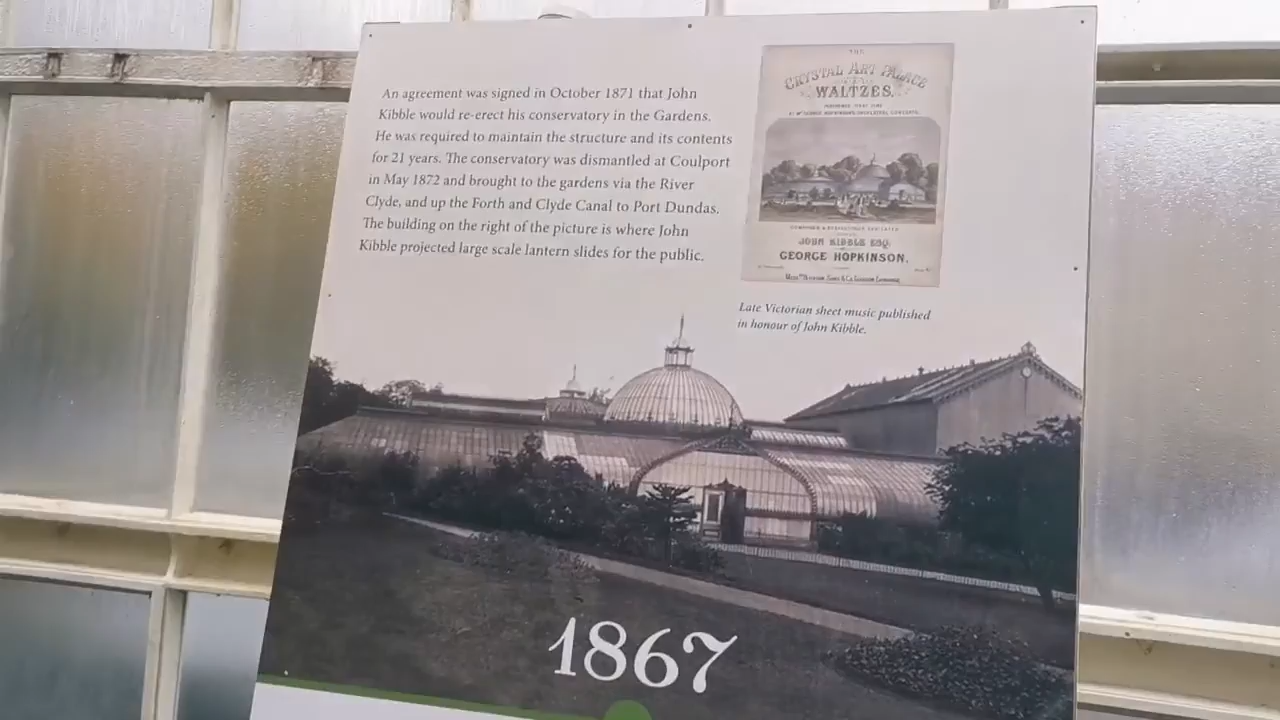 An agreement was signed in October 1871 that John
Kibble would re-erect his conservatory in the Gardens.
He was required to maintain the structure and its contents
for 21 years. The conservatory was dismantled at Coulport
in May 1872 and brought to the gardens via the River
Clyde, and up the Forth and Clyde Canal to Port Dundas.
The building on the right of the picture is where John
Kibble projected large scale lantern slides for the public.
THE
CRYSTAL ART PALACE
WALTZES.
JOHN KIBBLE ESQ.
GEORGE HOPKINSON.
Late Victorian sheet music published
in honour of John Kibble.
1867